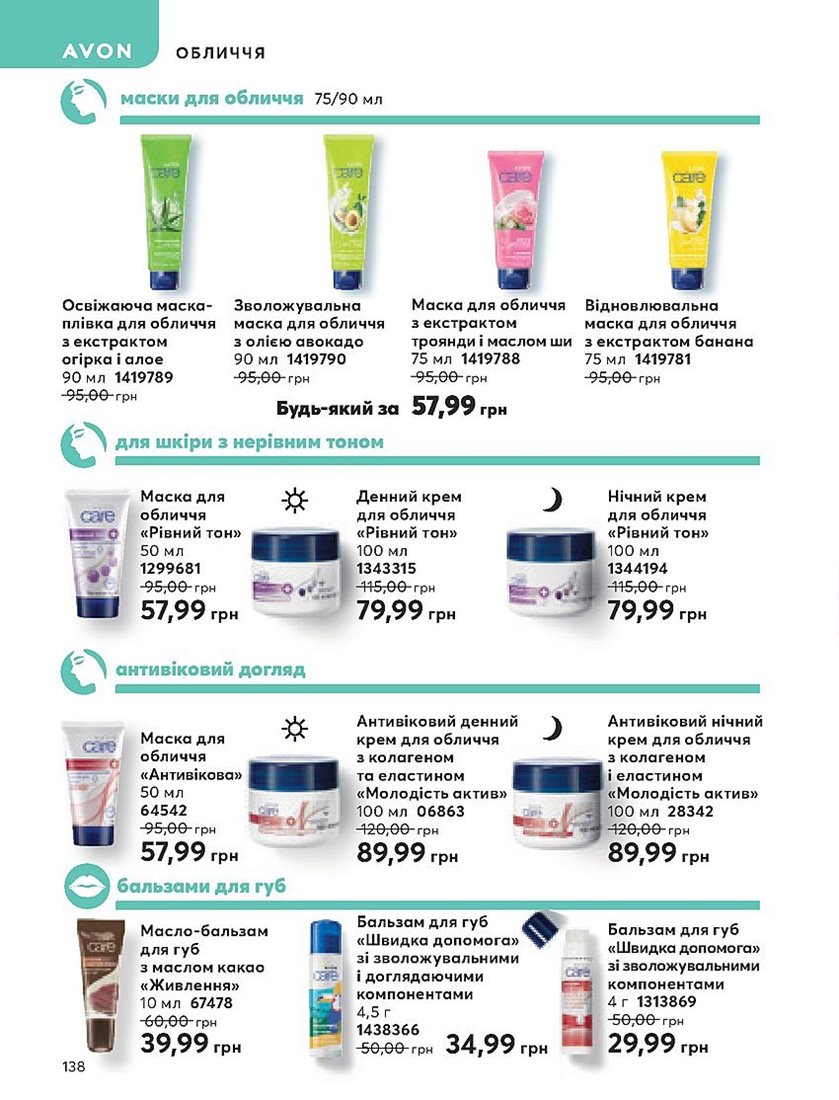 AVON
ОБЛИЧЧЯ
маски для обличчя 75/90 мл
Освіжаюча маска-
плівка для обличчя
з екстрактом
огірка і алое
90 мл 1419789
95,00 грн
Зволожувальна
маска для обличчя
з олією авокадо
90 мл 1419790
95,00 грн
Маска для обличчя
з екстрактом
троянди і маслом ши
75 мл 1419788
95,00 грн
Відновлювальна
маска для обличчя
з екстрактом банана
75 мл 1419781
95,00 грн
Будь-який за 57,99 грн
для шкіри з нерівним тоном
care
Маска для
обличчя
«Рівний тон»
50 мл
1299681
95,00 грн
57,99 грн
Денний крем
для обличчя
«Рівний тон»
100 мл
1343315
115,00 грн
79,99 грн
Нічний крем
для обличчя
«Рівний тон»
100 мл
1344194
115,00 грн
79,99 грн
антивіковий догляд
care
Маска для
обличчя
«Антивікова»
50 мл
64542
95,00 грн
57,99 грн
Антивіковий денний
крем для обличчя
з колагеном
та еластином
«Молодість актив»
100 мл 06863
120,00 грн
89,99 грн
Антивіковий нічний
крем для обличчя
з колагеном
і еластином
«Молодість актив»
100 мл 28342
120,00 грн
89,99 грн
бальзами для губ
care
Масло-бальзам
для губ
з маслом какао
«Живлення»
10 мл 67478
60,00 грн
39,99 грн
care
Бальзам для губ
«Швидка допомога»
зі зволожувальними
і доглядаючими
компонентами
4,5 г
1438366
50,00 грн 34,99 грн
care
Бальзам для губ
«Швидка допомога»
зі зволожувальними
компонентами
4 г 1313869
50,00 грн
29,99 грн
138